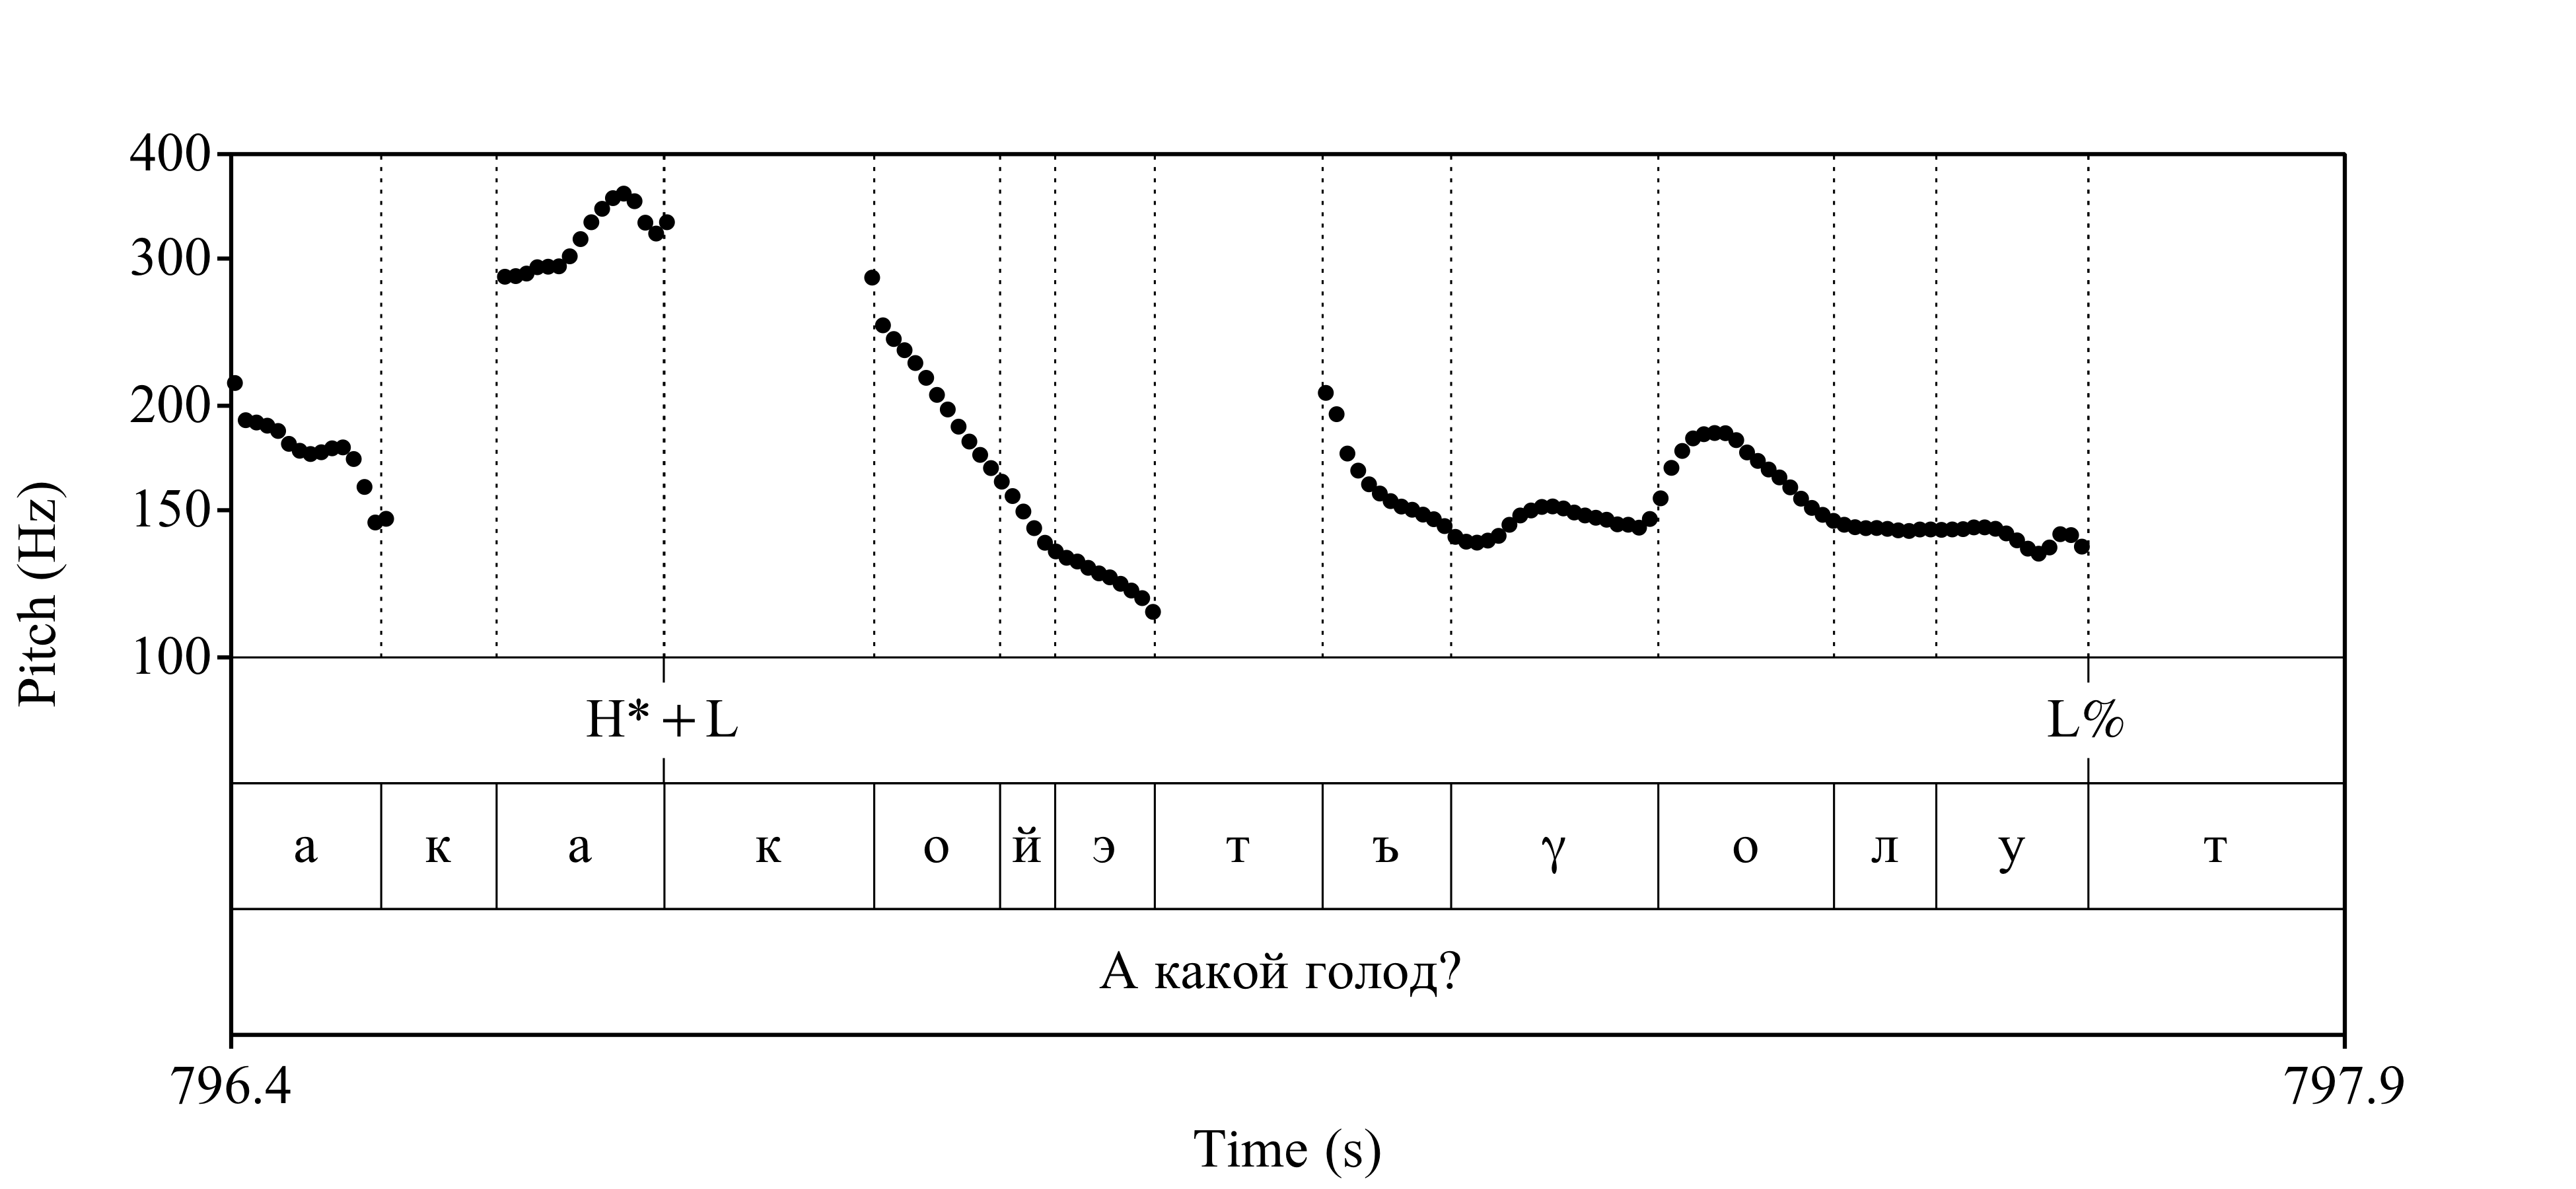 400
300
200
150
100
Pitch (Hz)
H* + L L%
а к а к о й э т ъ γ о л у т
А какой голод?
796.4 797.9
Time (s)